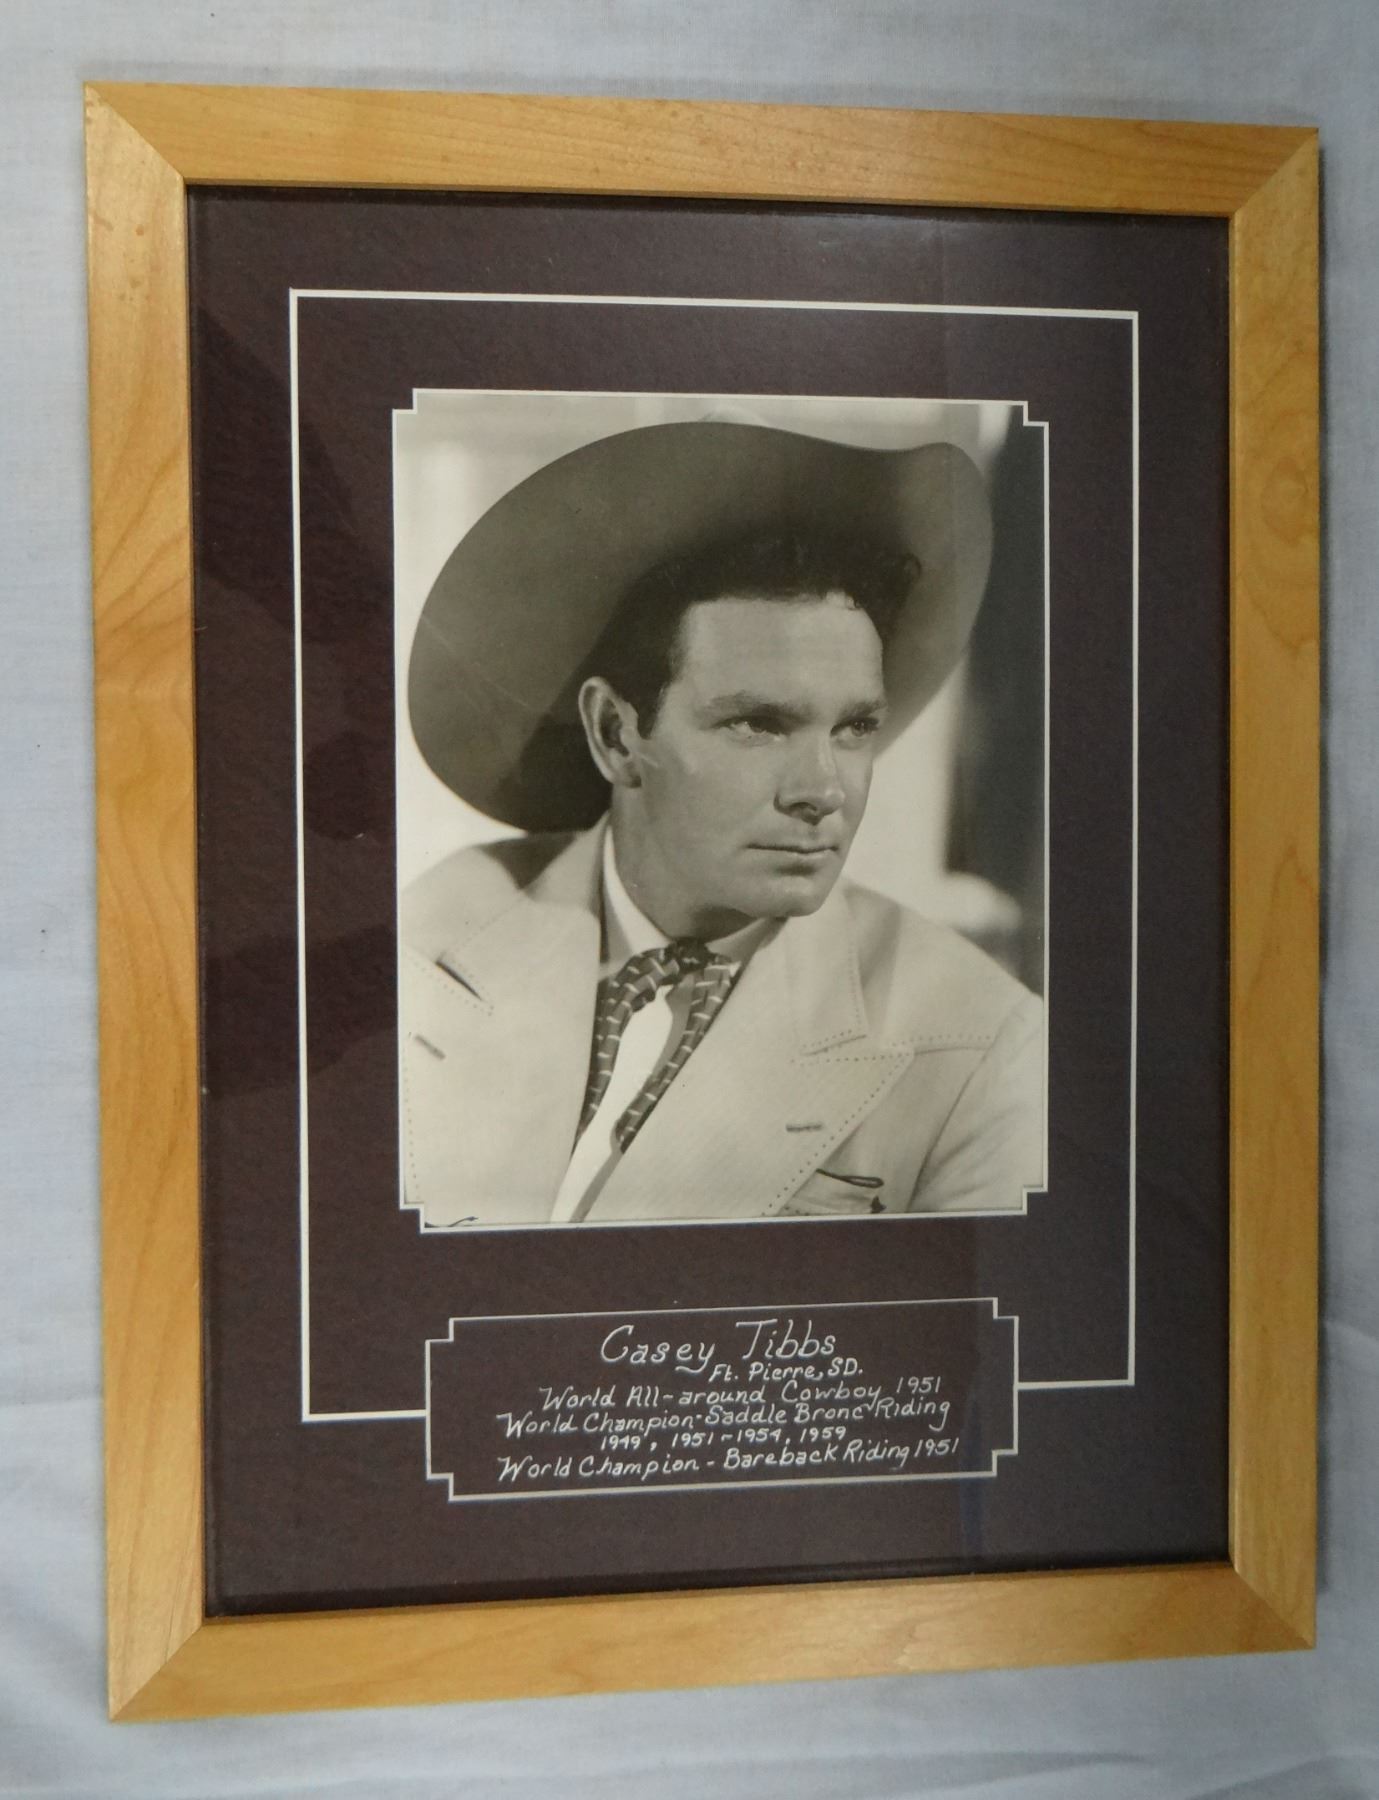 Casey Tibbs
Ft. Pierre, SD.
World All-around Cowboy 1951
World Champion-Saddle Bronc Riding
1949, 1951-1954, 1959
World Champion - Bareback Riding 1951